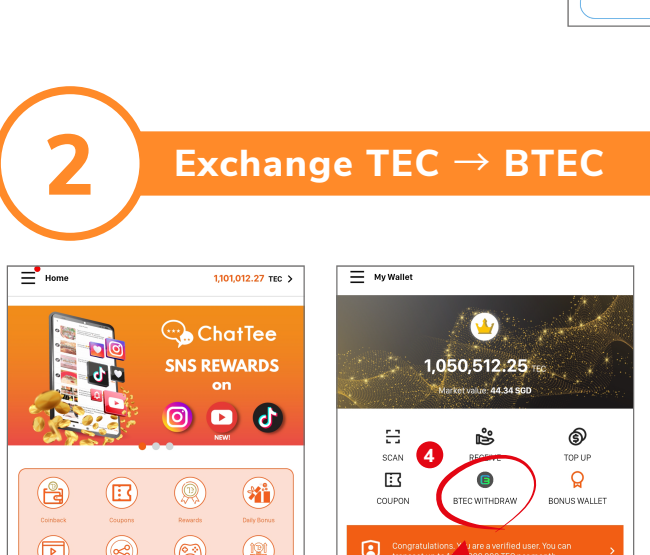 2
Exchange TEC → BTEC
Home
1,101,012.27 TEC >
ChatTee
SNS REWARDS
on
NEW!
Coinback
Coupons
Rewards
Daily Bonus
My Wallet
1,050,512.25 TEC
Market value: 44.34 SGD
SCAN
4
RECEIVE
TOP UP
COUPON
BTEC WITHDRAW
BONUS WALLET
Congratulations. You are a verified user. You can